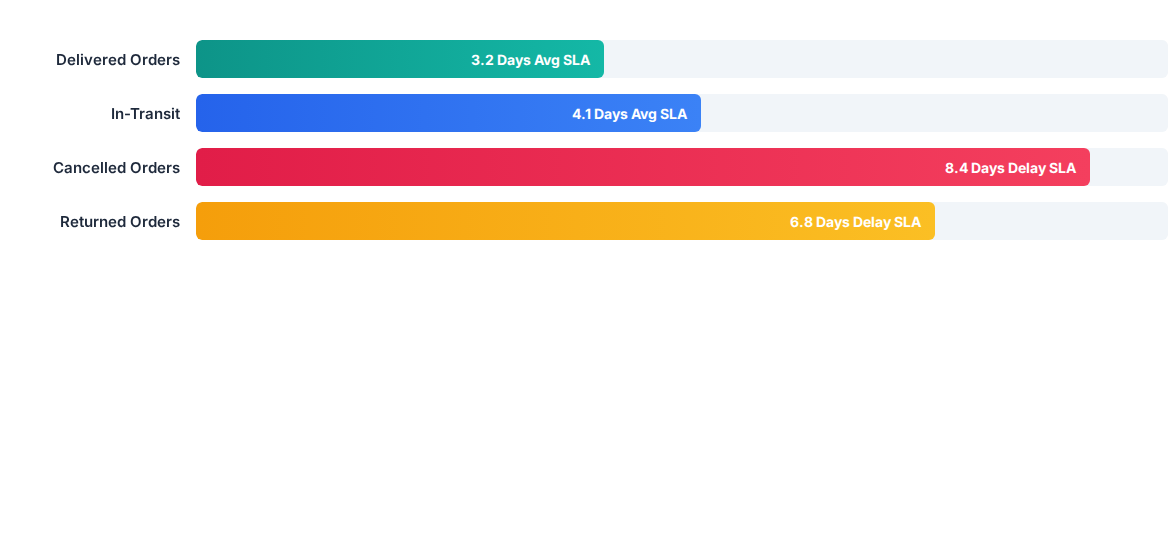 Delivered Orders 3.2 Days Avg SLA
In-Transit 4.1 Days Avg SLA
Cancelled Orders 8.4 Days Delay SLA
Returned Orders 6.8 Days Delay SLA